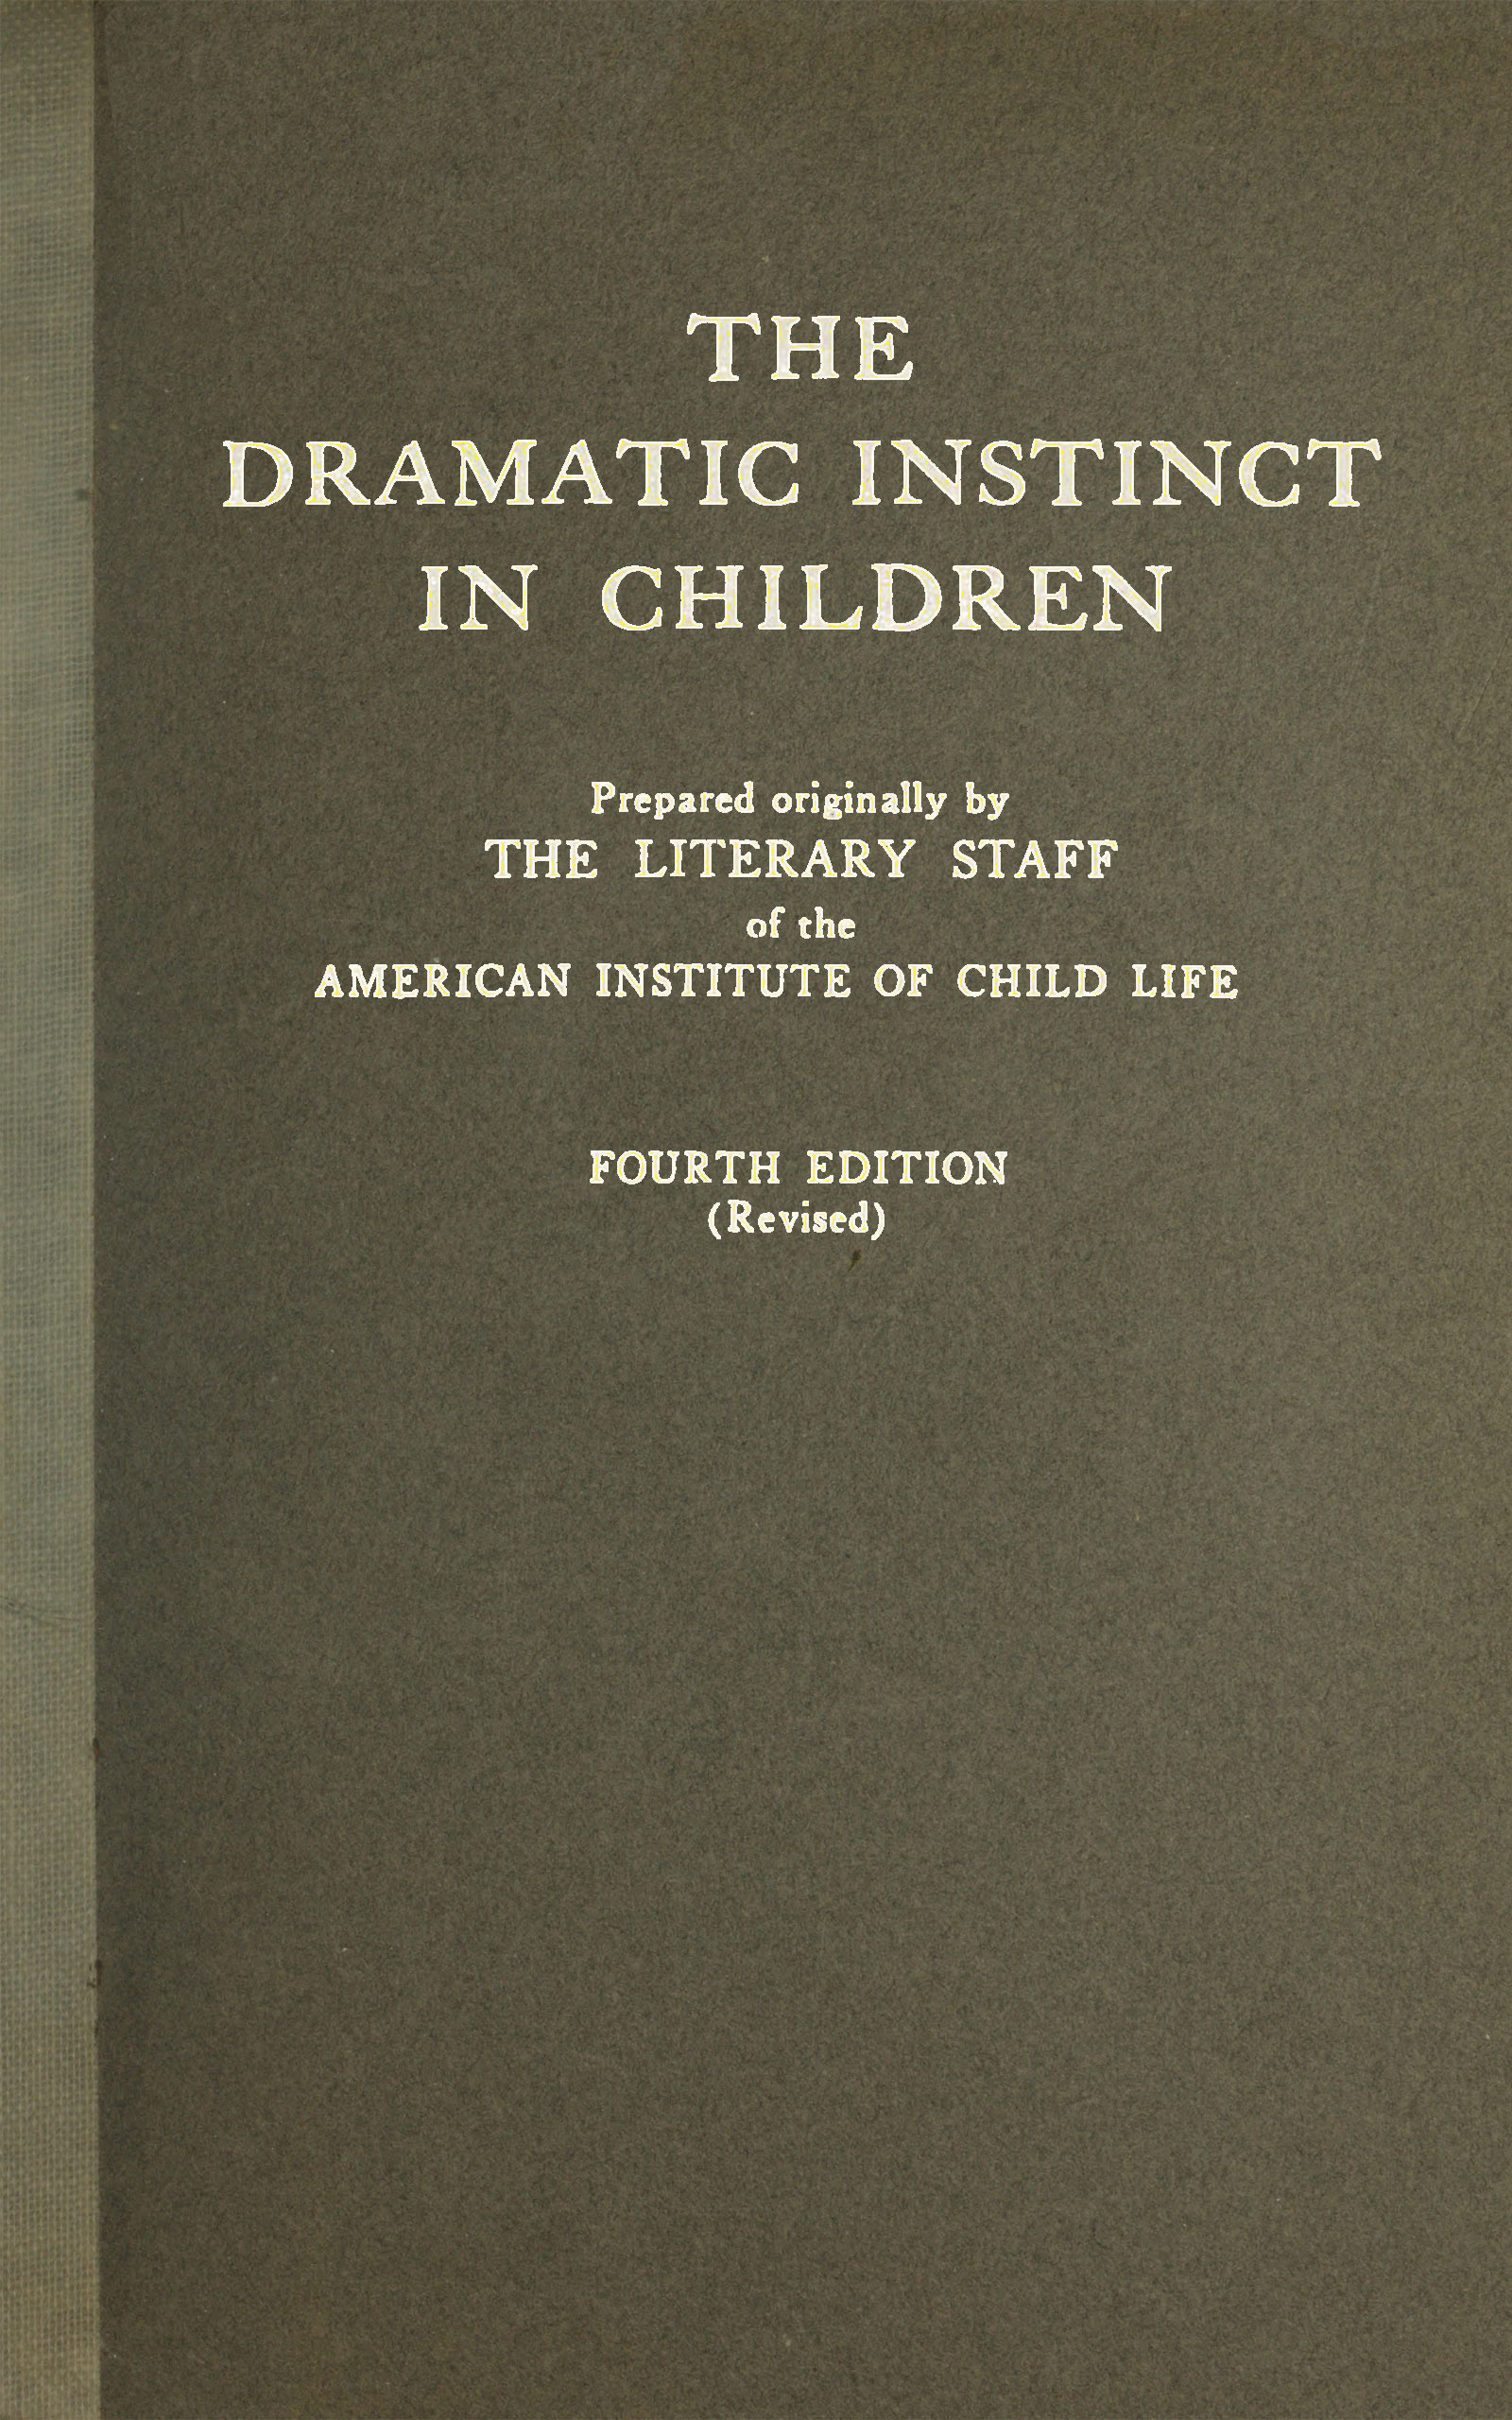 THE
DRAMATIC INSTINCT
IN CHILDREN
Prepared originally by
THE LITERARY STAFF
of the
AMERICAN INSTITUTE OF CHILD LIFE
FOURTH EDITION
(Revised)